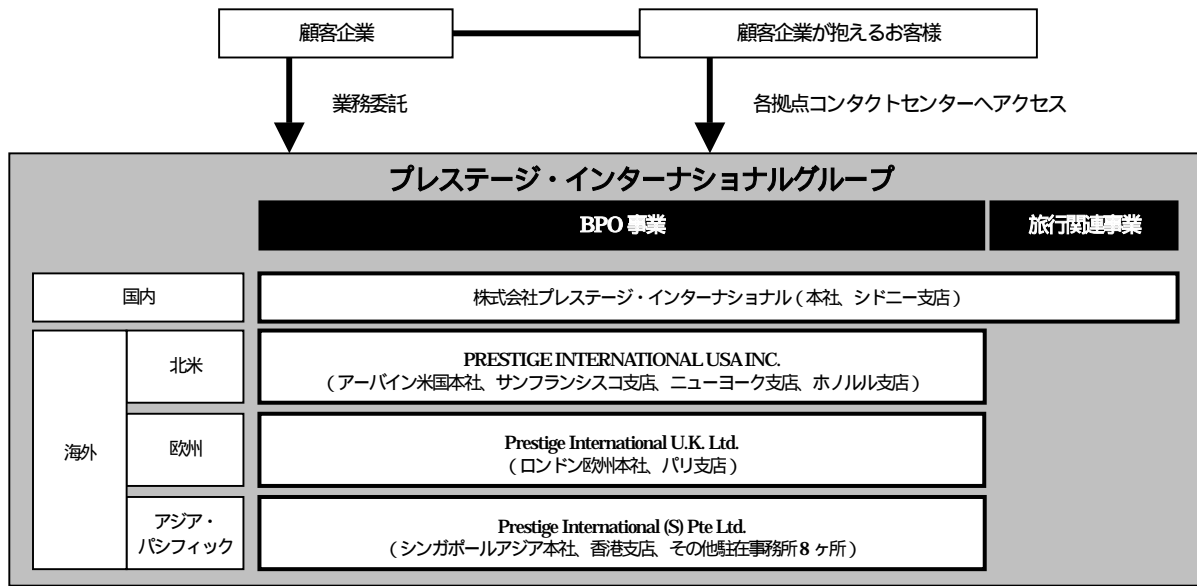 顧客企業
顧客企業が抱えるお客様
業務委託
各拠点コンタクトセンターへアクセス
プレステージ・インターナショナルグループ
BPO 事業
旅行関連事業
国内
株式会社プレステージ・インターナショナル(本社、シドニー支店)
海外
北米
PRESTIGE INTERNATIONAL USA INC.
(アーバイン米国本社、サンフランシスコ支店、ニューヨーク支店、ホノルル支店)
欧州
Prestige International U.K. Ltd.
(ロンドン欧州本社、パリ支店)
アジア・
パシフィック
Prestige International (S) Pte Ltd.
(シンガポールアジア本社、香港支店、その他駐在事務所 8 ヶ所)